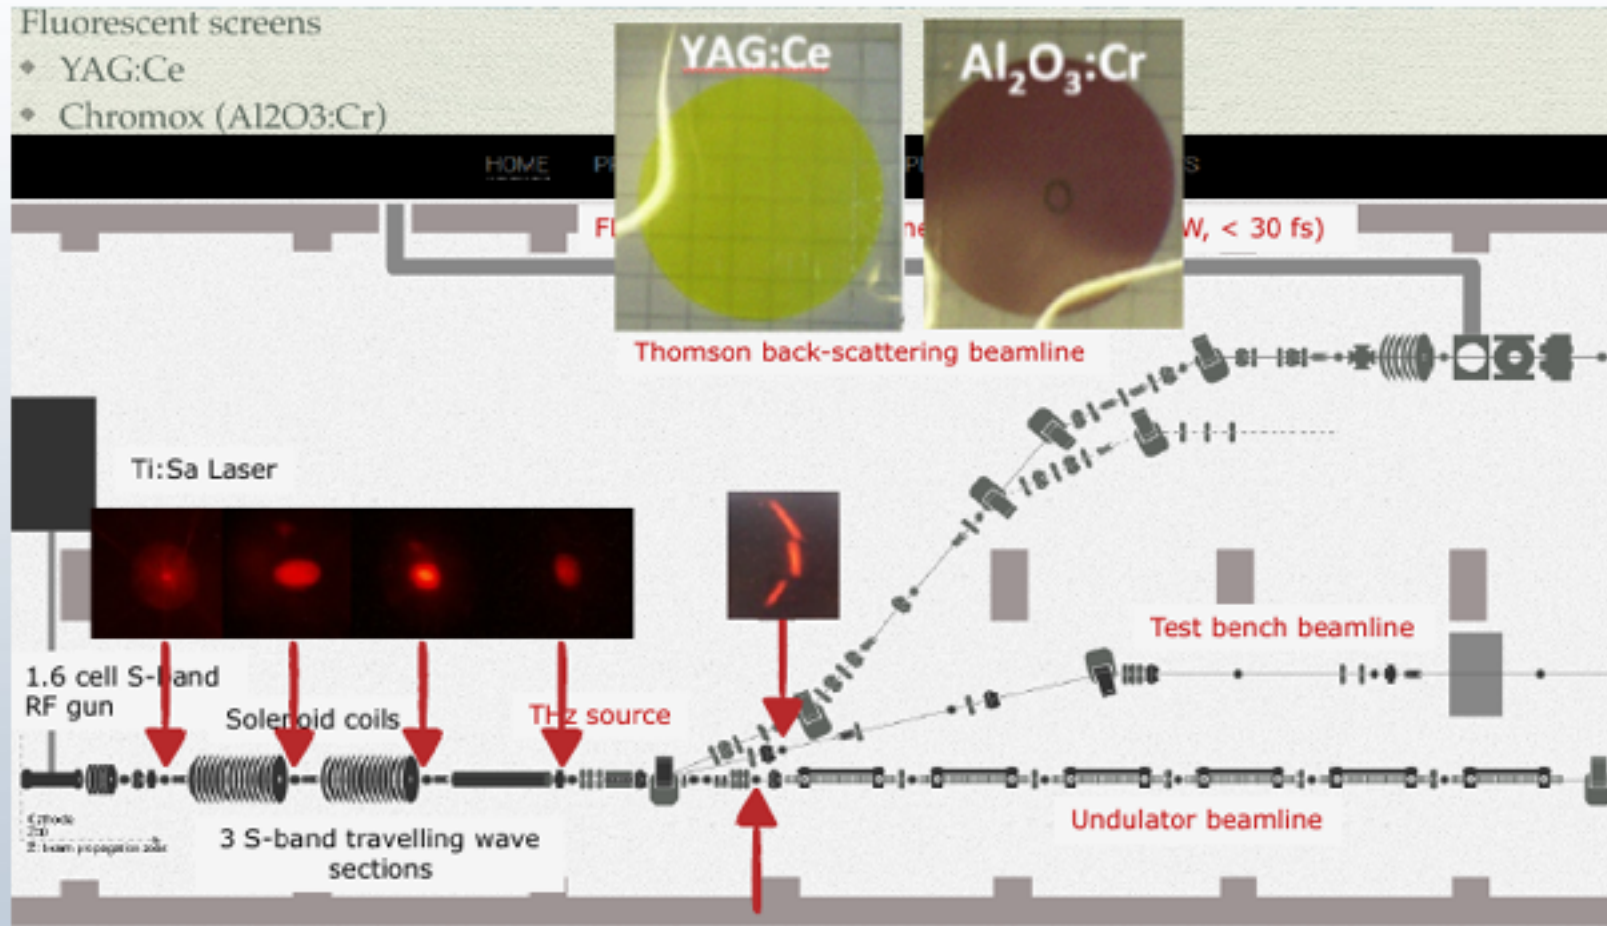 Fluorescent screens
YAG:Ce
Chromox (Al2O3:Cr)
YAG:Ce
Al₂O₃:Cr
HOME
W, < 30 fs)
Thomson back-scattering beamline
Ti:Sa Laser
1.6 cell S-band
RF gun
Solenoid coils
THz source
Test bench beamline
3 S-band travelling wave
sections
Undulator beamline
Cathode